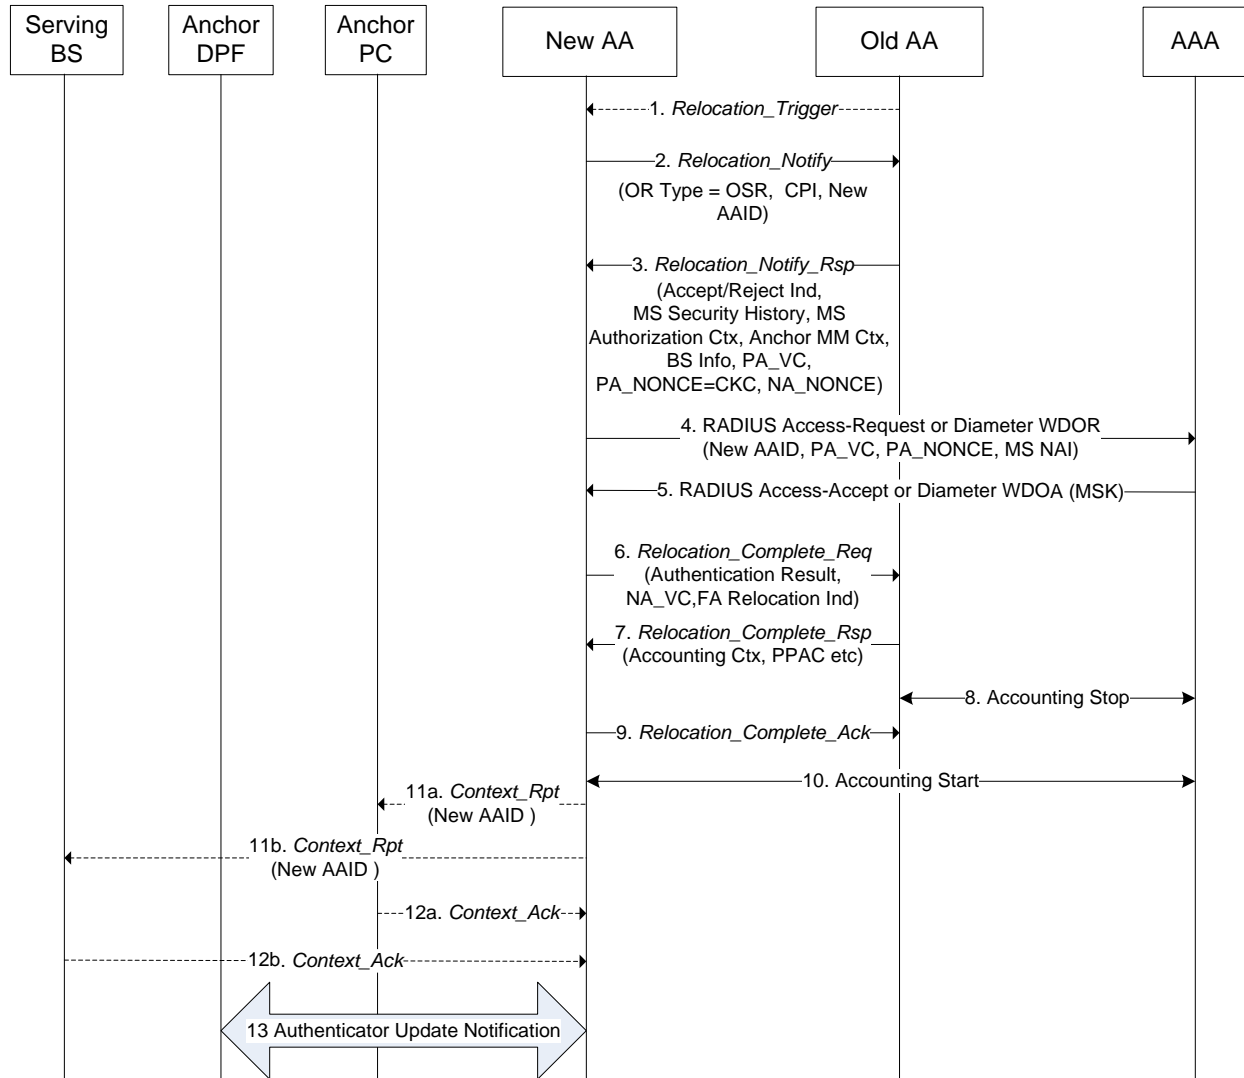 Serving
BS
Anchor
DPF
Anchor
PC
New AA
Old AA
AAA
1. Relocation_Trigger
2. Relocation_Notify
(OR Type = OSR, CPI, New
AAID)
3. Relocation_Notify_Rsp
(Accept/Reject Ind,
MS Security History, MS
Authorization Ctx, Anchor MM Ctx,
BS Info, PA_VC,
PA_NONCE=CKC, NA_NONCE)
4. RADIUS Access-Request or Diameter WDOR
(New AAID, PA_VC, PA_NONCE, MS NAI)
5. RADIUS Access-Accept or Diameter WDOA (MSK)
6. Relocation_Complete_Req
(Authentication Result,
NA_VC,FA Relocation Ind)
7. Relocation_Complete_Rsp
(Accounting Ctx, PPAC etc)
8. Accounting Stop
9. Relocation_Complete_Ack
10. Accounting Start
11a. Context_Rpt
(New AAID )
11b. Context_Rpt
(New AAID )
12a. Context_Ack
12b. Context_Ack
13 Authenticator Update Notification